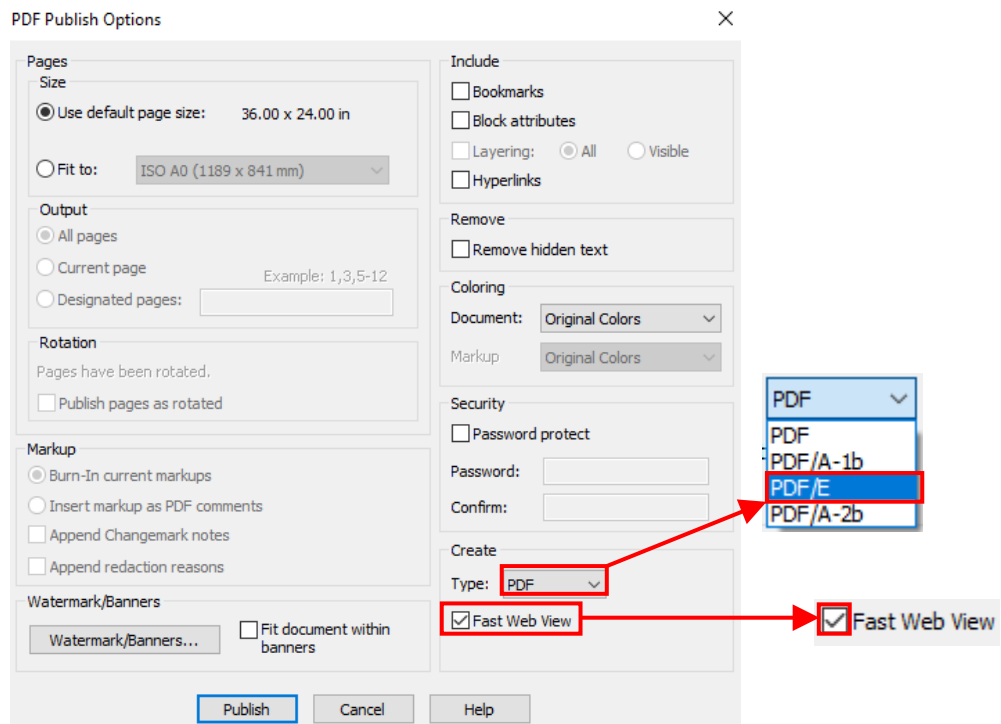 PDF Publish Options
Pages
Size
Use default page size: 36.00 x 24.00 in
Fit to: ISO A0 (1189 x 841 mm)
Output
All pages
Current page
Example: 1,3,5-12
Designated pages:
Rotation
Pages have been rotated.
Publish pages as rotated
Markup
Burn-In current markups
Insert markup as PDF comments
Append Changemark notes
Append redaction reasons
Watermark/Banners
Watermark/Banners...
Fit document within
banners
Include
Bookmarks
Block attributes
Layering: All Visible
Hyperlinks
Remove
Remove hidden text
Coloring
Document: Original Colors
Markup Original Colors
Security
Password protect
Password:
Confirm:
Create
Type: PDF
Fast Web View
Publish Cancel Help
PDF
PDF
PDF/A-1b
PDF/E
PDF/A-2b
Fast Web View